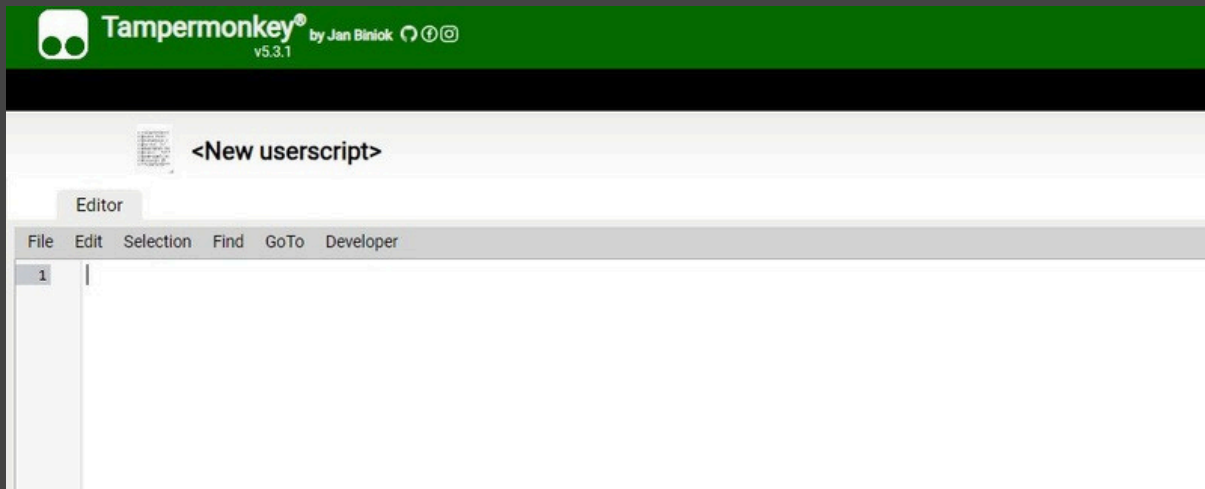 Tampermonkey® by Jan Biniok
v5.3.1
<New userscript>
Editor
File Edit Selection Find GoTo Developer
1